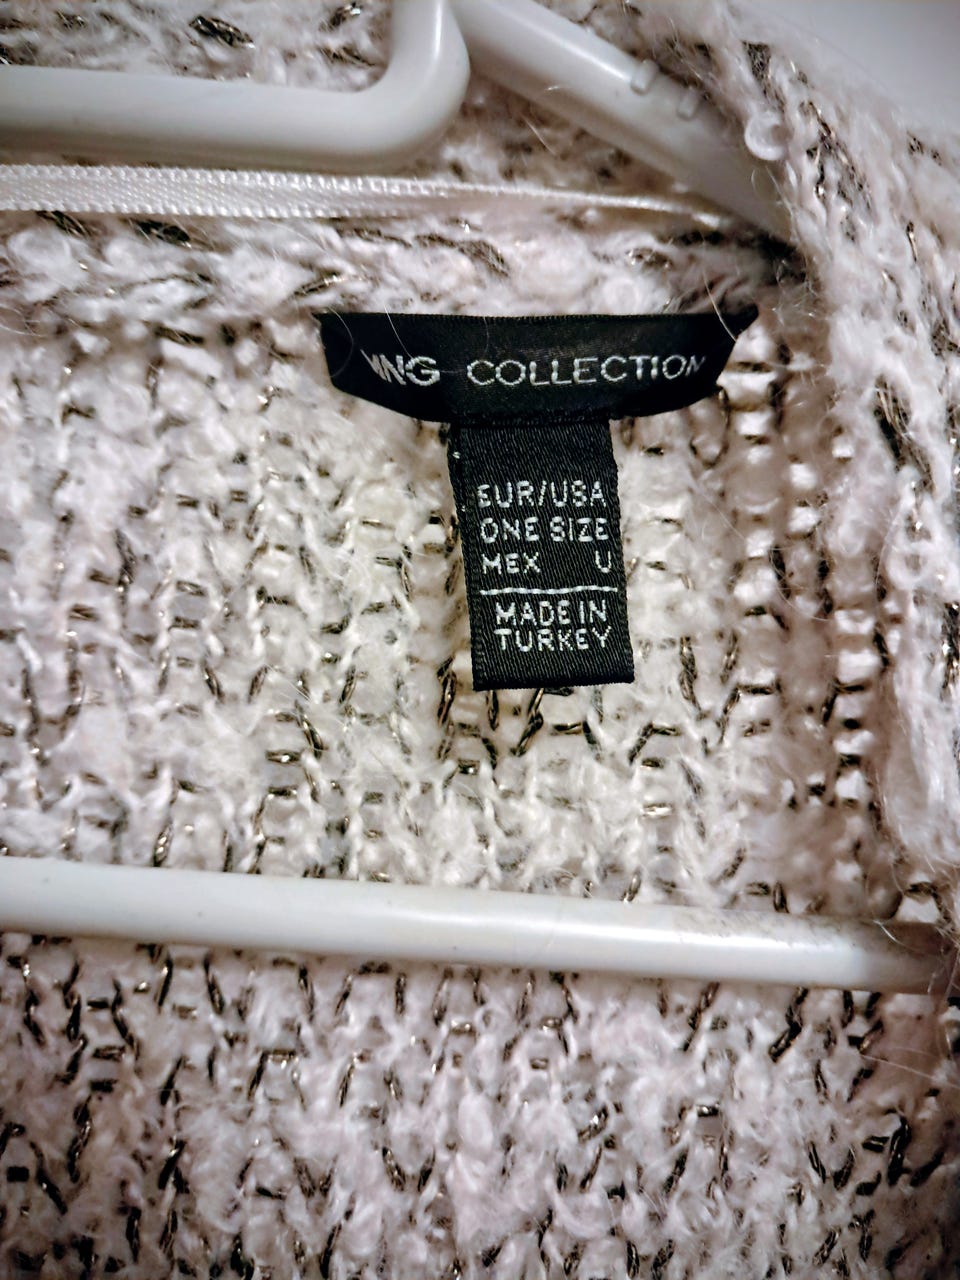 MNG COLLECTION
EUR/USA
ONE SIZE
MEX U
MADE IN
TURKEY